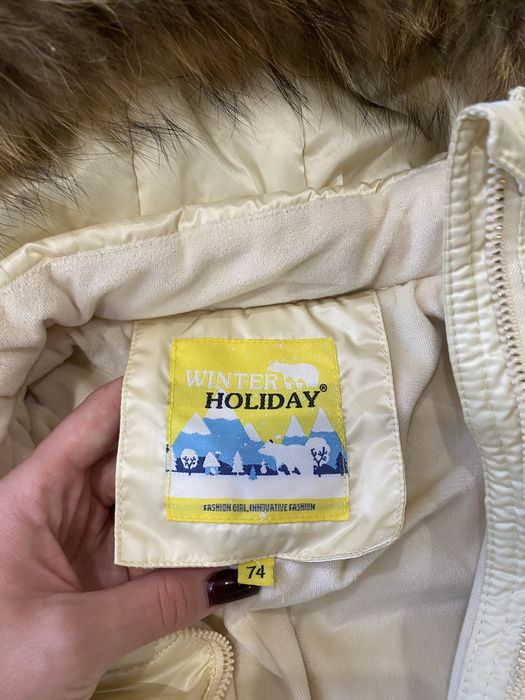 WINTER
HOLIDAY®
FASHION GIRL, INNOVATIVE FASHION
74